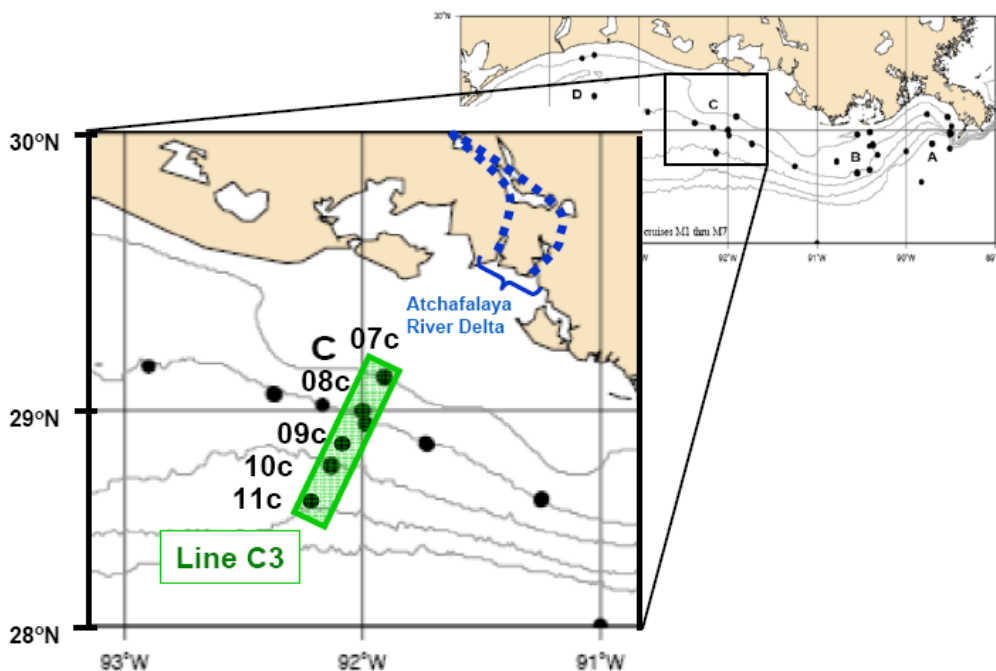 30°N
D
C
B
A
cruises M1 thru M7
92°W
91°W
90°W
30°N
Atchafalaya
River Delta
07c
C
08c
29°N
09c
10c
11c
Line C3
28°N
93°W
92°W
91°W